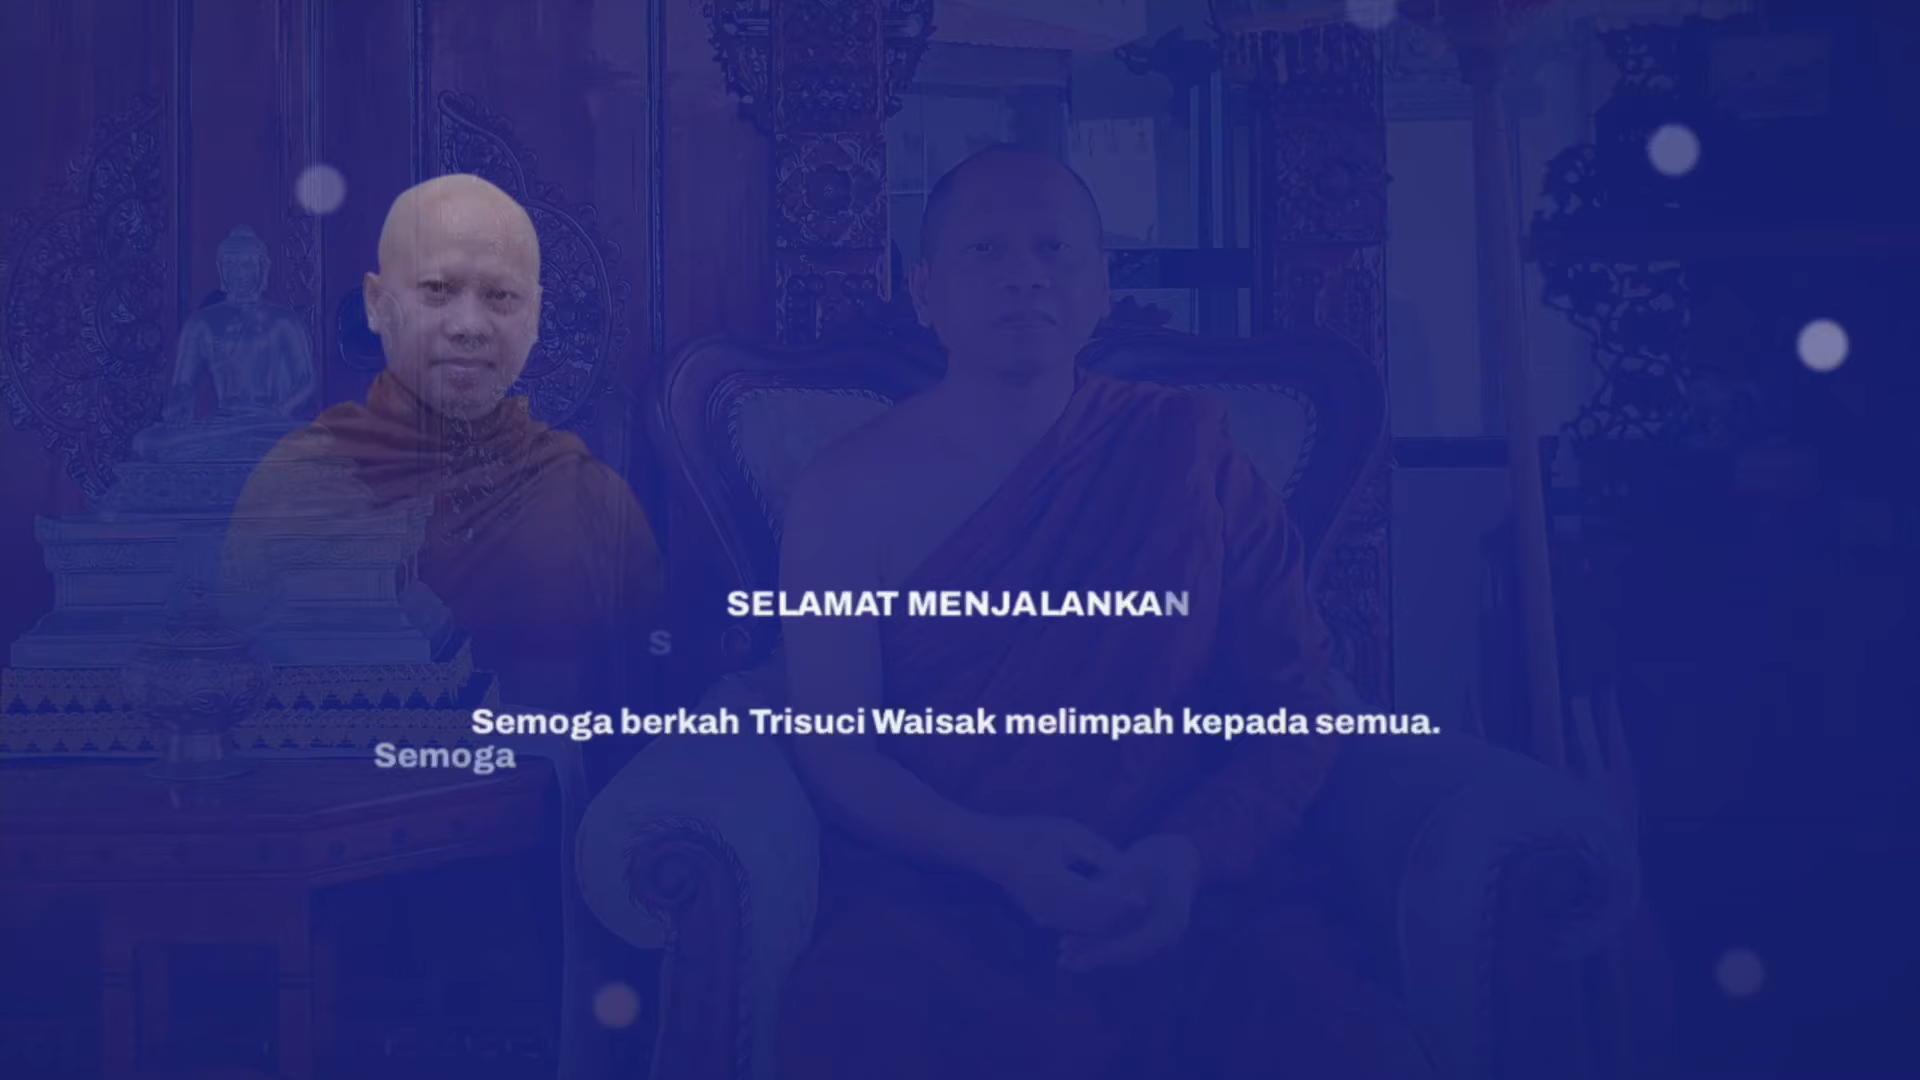 SELAMAT MENJALANKAN
S
Semoga berkah Trisuci Waisak melimpah kepada semua.
Semoga